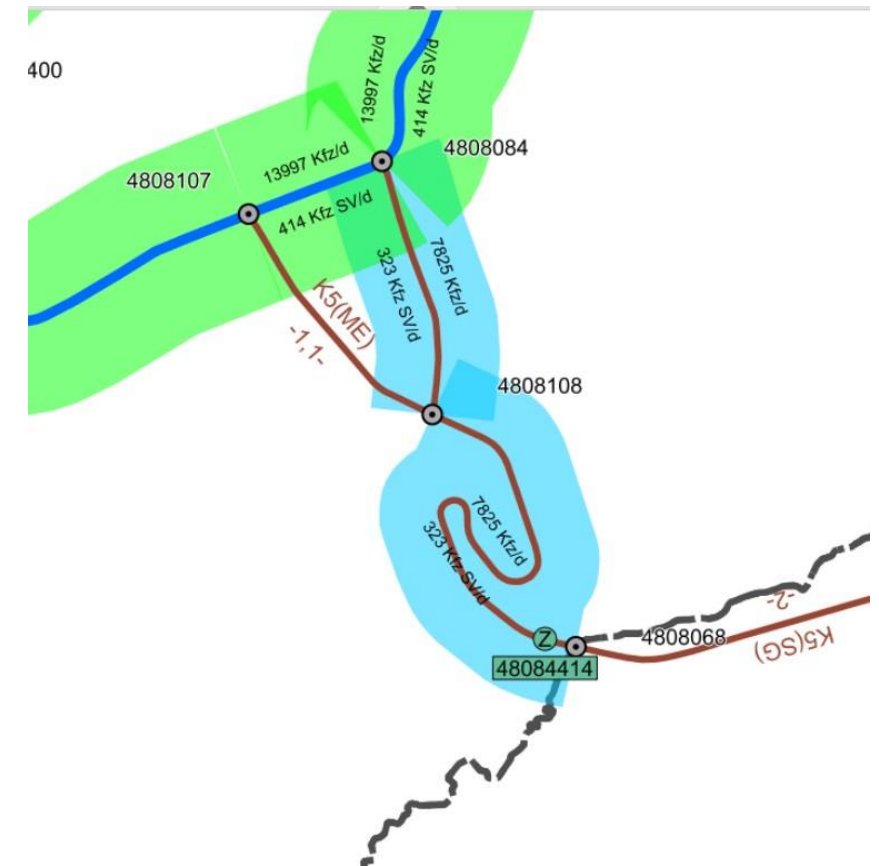 400
13997 Kfz/d
414 Kfz SV/d
4808084
4808107
13997 Kfz/d
414 Kfz SV/d
323 Kfz SV/d
7825 Kfz/d
K5(ME)
-1,1-
4808108
7825 Kfz/d
323 Kfz SV/d
-2-
K5(SG)
Z
4808068
48084414